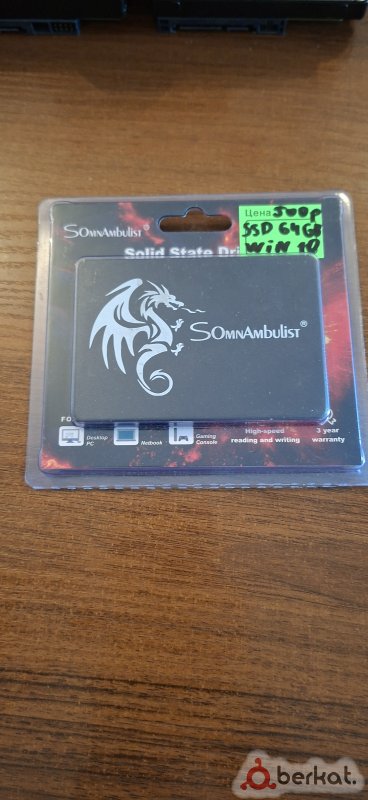 SOMNAMBULIST®
Цена 500р
SSD 64GB
WIN 10
Solid State Dri
SOMNAMBULIST®
FO
Desktop
PC
Netbook
Gaming
Console
High-speed
reading and writing
3 year
warranty
berkat.